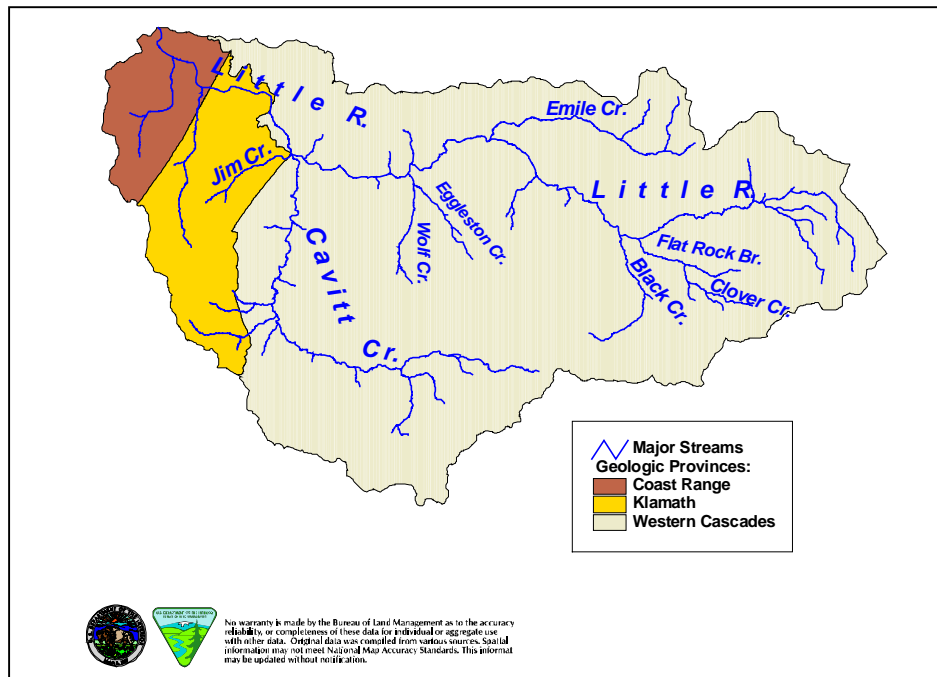 Little R.
Emile Cr.
Jim Cr.
Little R.
Eggleston Cr.
Wolf Cr.
Cavitt
Cr.
Flat Rock Br.
Black Cr.
Clover Cr.
Major Streams
Geologic Provinces:
Coast Range
Klamath
Western Cascades
No warranty is made by the Bureau of Land Management as to the accuracy
reliability, or completeness of these data for individual or aggregate use
with other data. Original data was compiled from various sources. Spatial
information may not meet National Map Accuracy Standards. This informat
may be updated without notification.